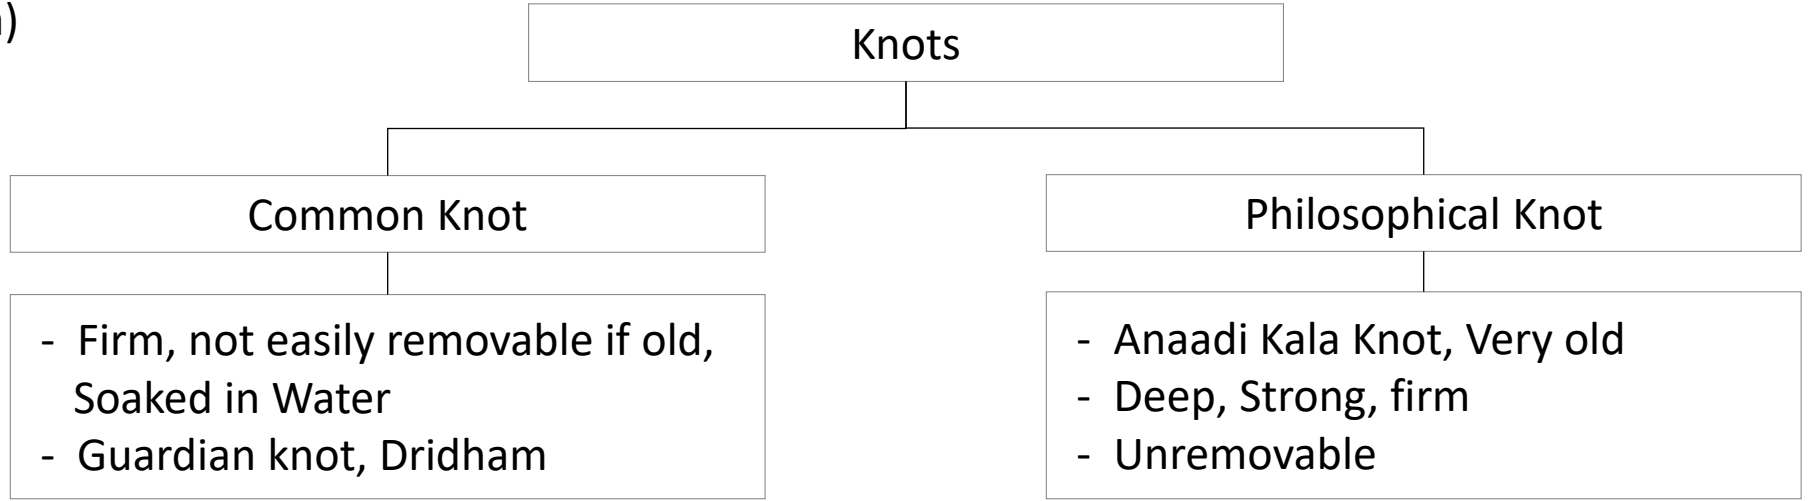 )
Knots
Common Knot
Philosophical Knot
- Firm, not easily removable if old,
Soaked in Water
- Guardian knot, Dridham
- Anaadi Kala Knot, Very old
- Deep, Strong, firm
- Unremovable